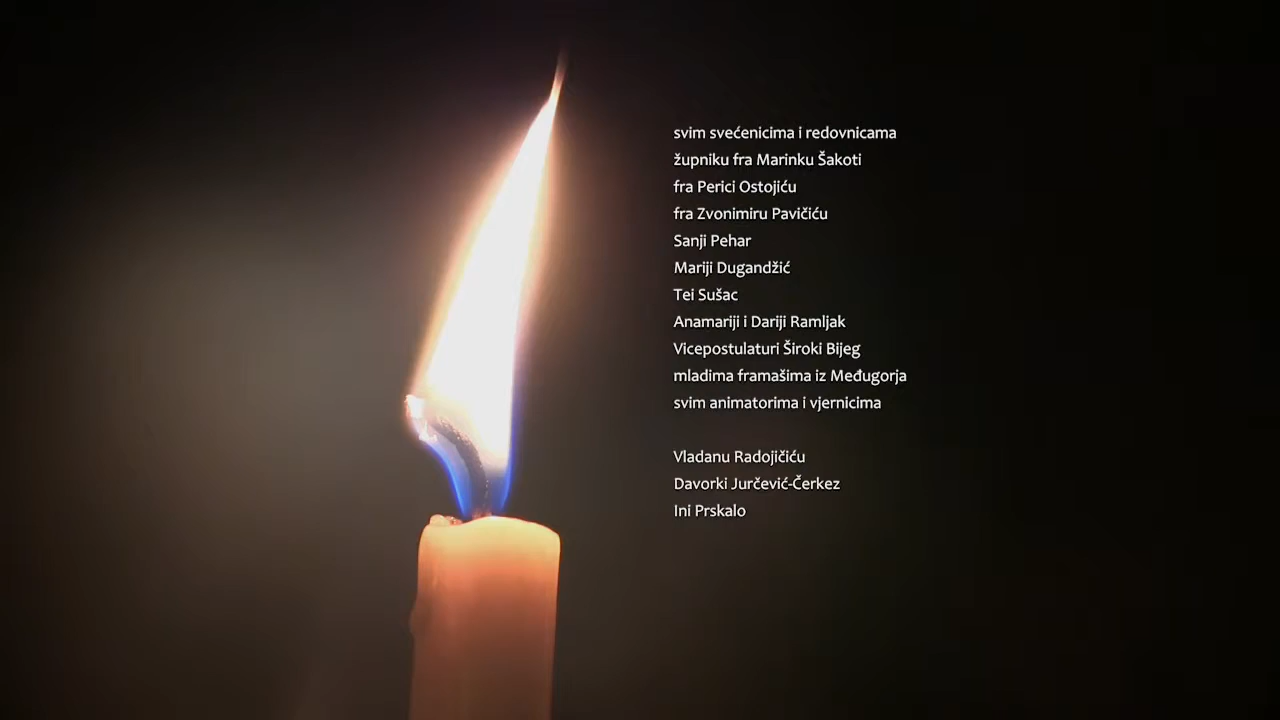 svim svećenicima i redovnicama
župniku fra Marinku Šakoti
fra Perici Ostojiću
fra Zvonimiru Pavičiću
Sanji Pehar
Mariji Dugandžić
Tei Sušac
Anamariji i Dariji Ramljak
Vicepostulaturi Široki Bijeg
mladima framašima iz Međugorja
svim animatorima i vjernicima
Vladanu Radojičiću
Davorki Jurčević-Čerkez
Ini Prskalo